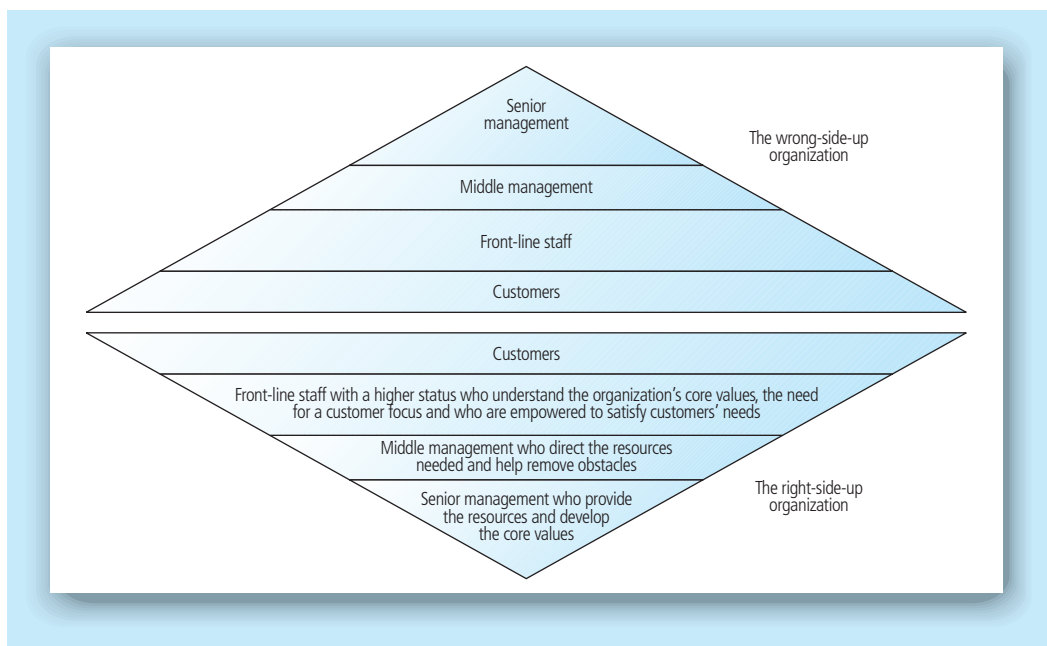 Senior
management
The wrong-side-up
organization
Middle management
Front-line staff
Customers
Customers
Front-line staff with a higher status who understand the organization's core values, the need
for a customer focus and who are empowered to satisfy customers' needs
Middle management who direct the resources
needed and help remove obstacles
Senior management who provide
the resources and develop
the core values
The right-side-up
organization